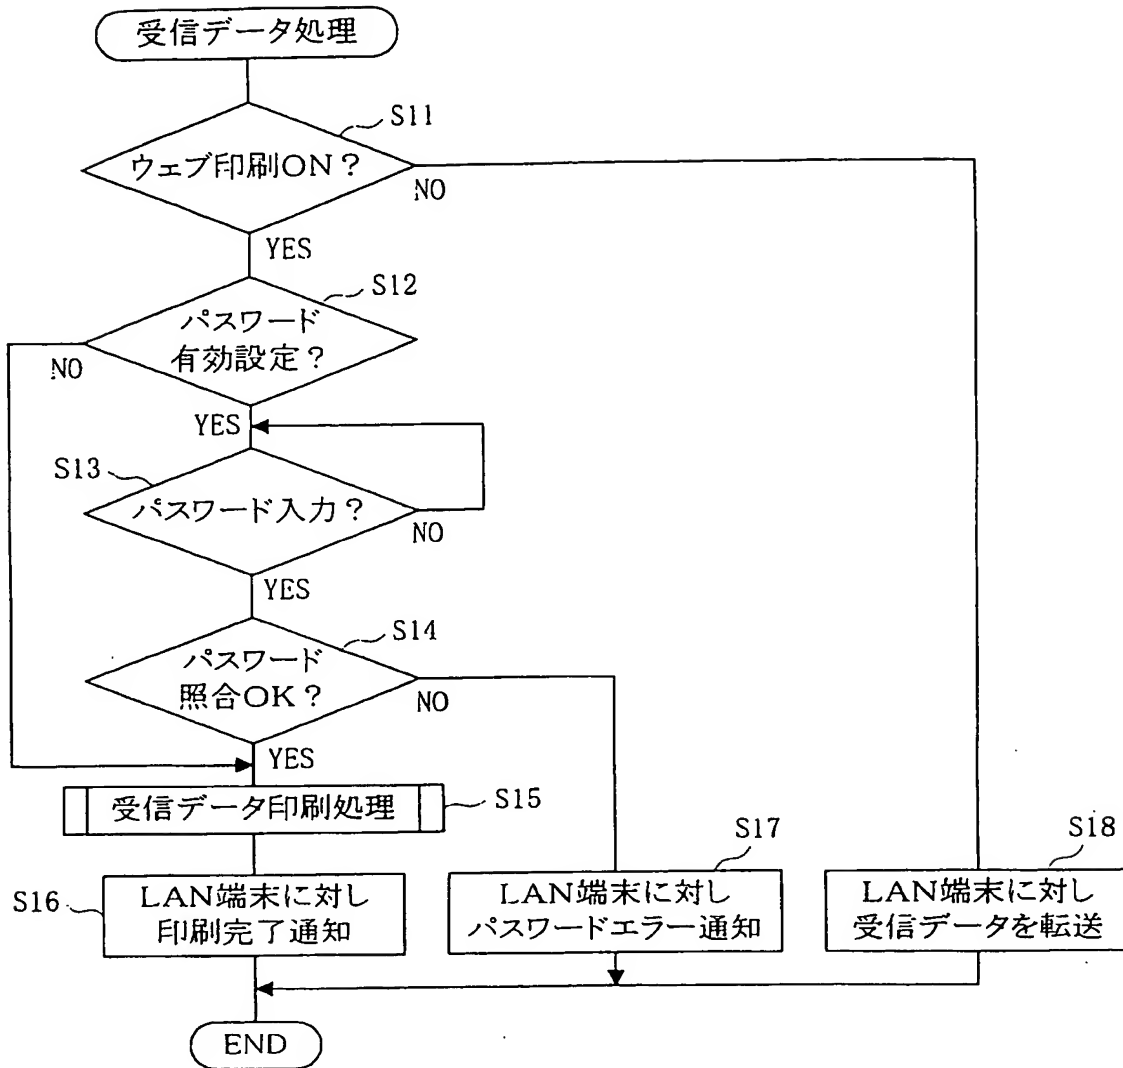 受信データ処理
S11
ウェブ印刷ON？
NO
YES
S12
パスワード
有効設定？
NO
YES
S13
パスワード入力？
NO
YES
S14
パスワード
照合OK？
NO
YES
受信データ印刷処理
S15
S16
LAN端末に対し
印刷完了通知
S17
LAN端末に対し
パスワードエラー通知
S18
LAN端末に対し
受信データを転送
END